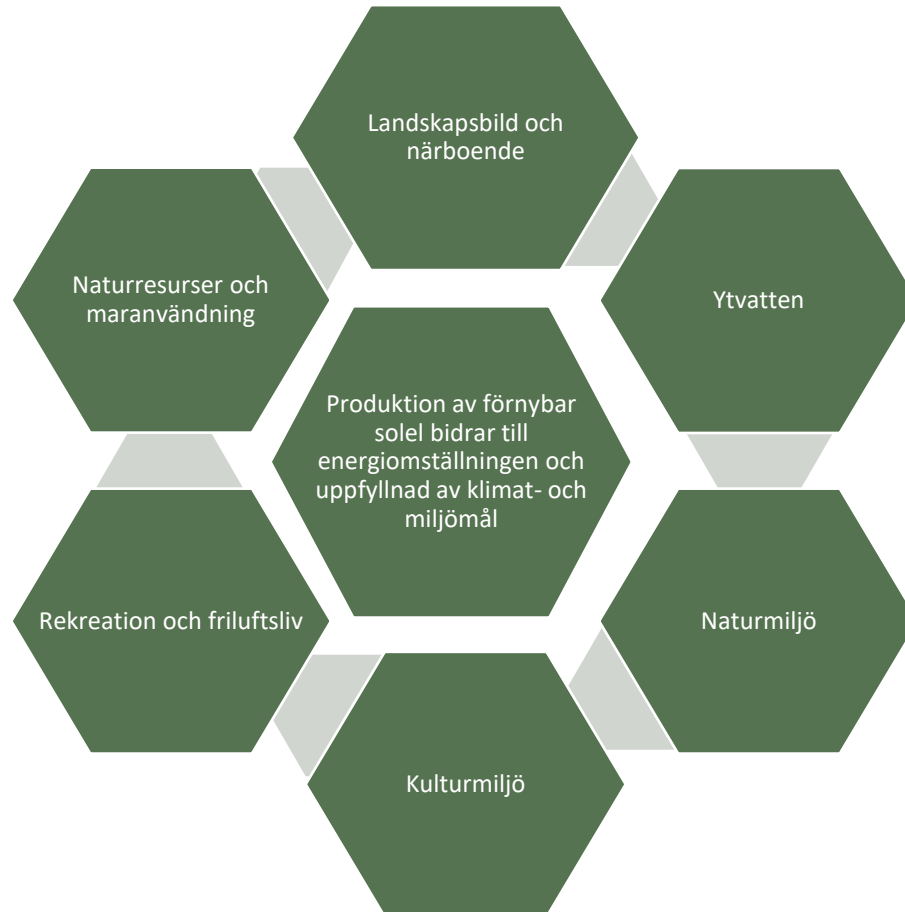 Landskapsbild och
närboende
Naturresurser och
maranvändning
Ytvatten
Produktion av förnybar
solel bidrar till
energiomställningen och
uppfyllnad av klimat- och
miljömål
Rekreation och friluftsliv
Naturmiljö
Kulturmiljö